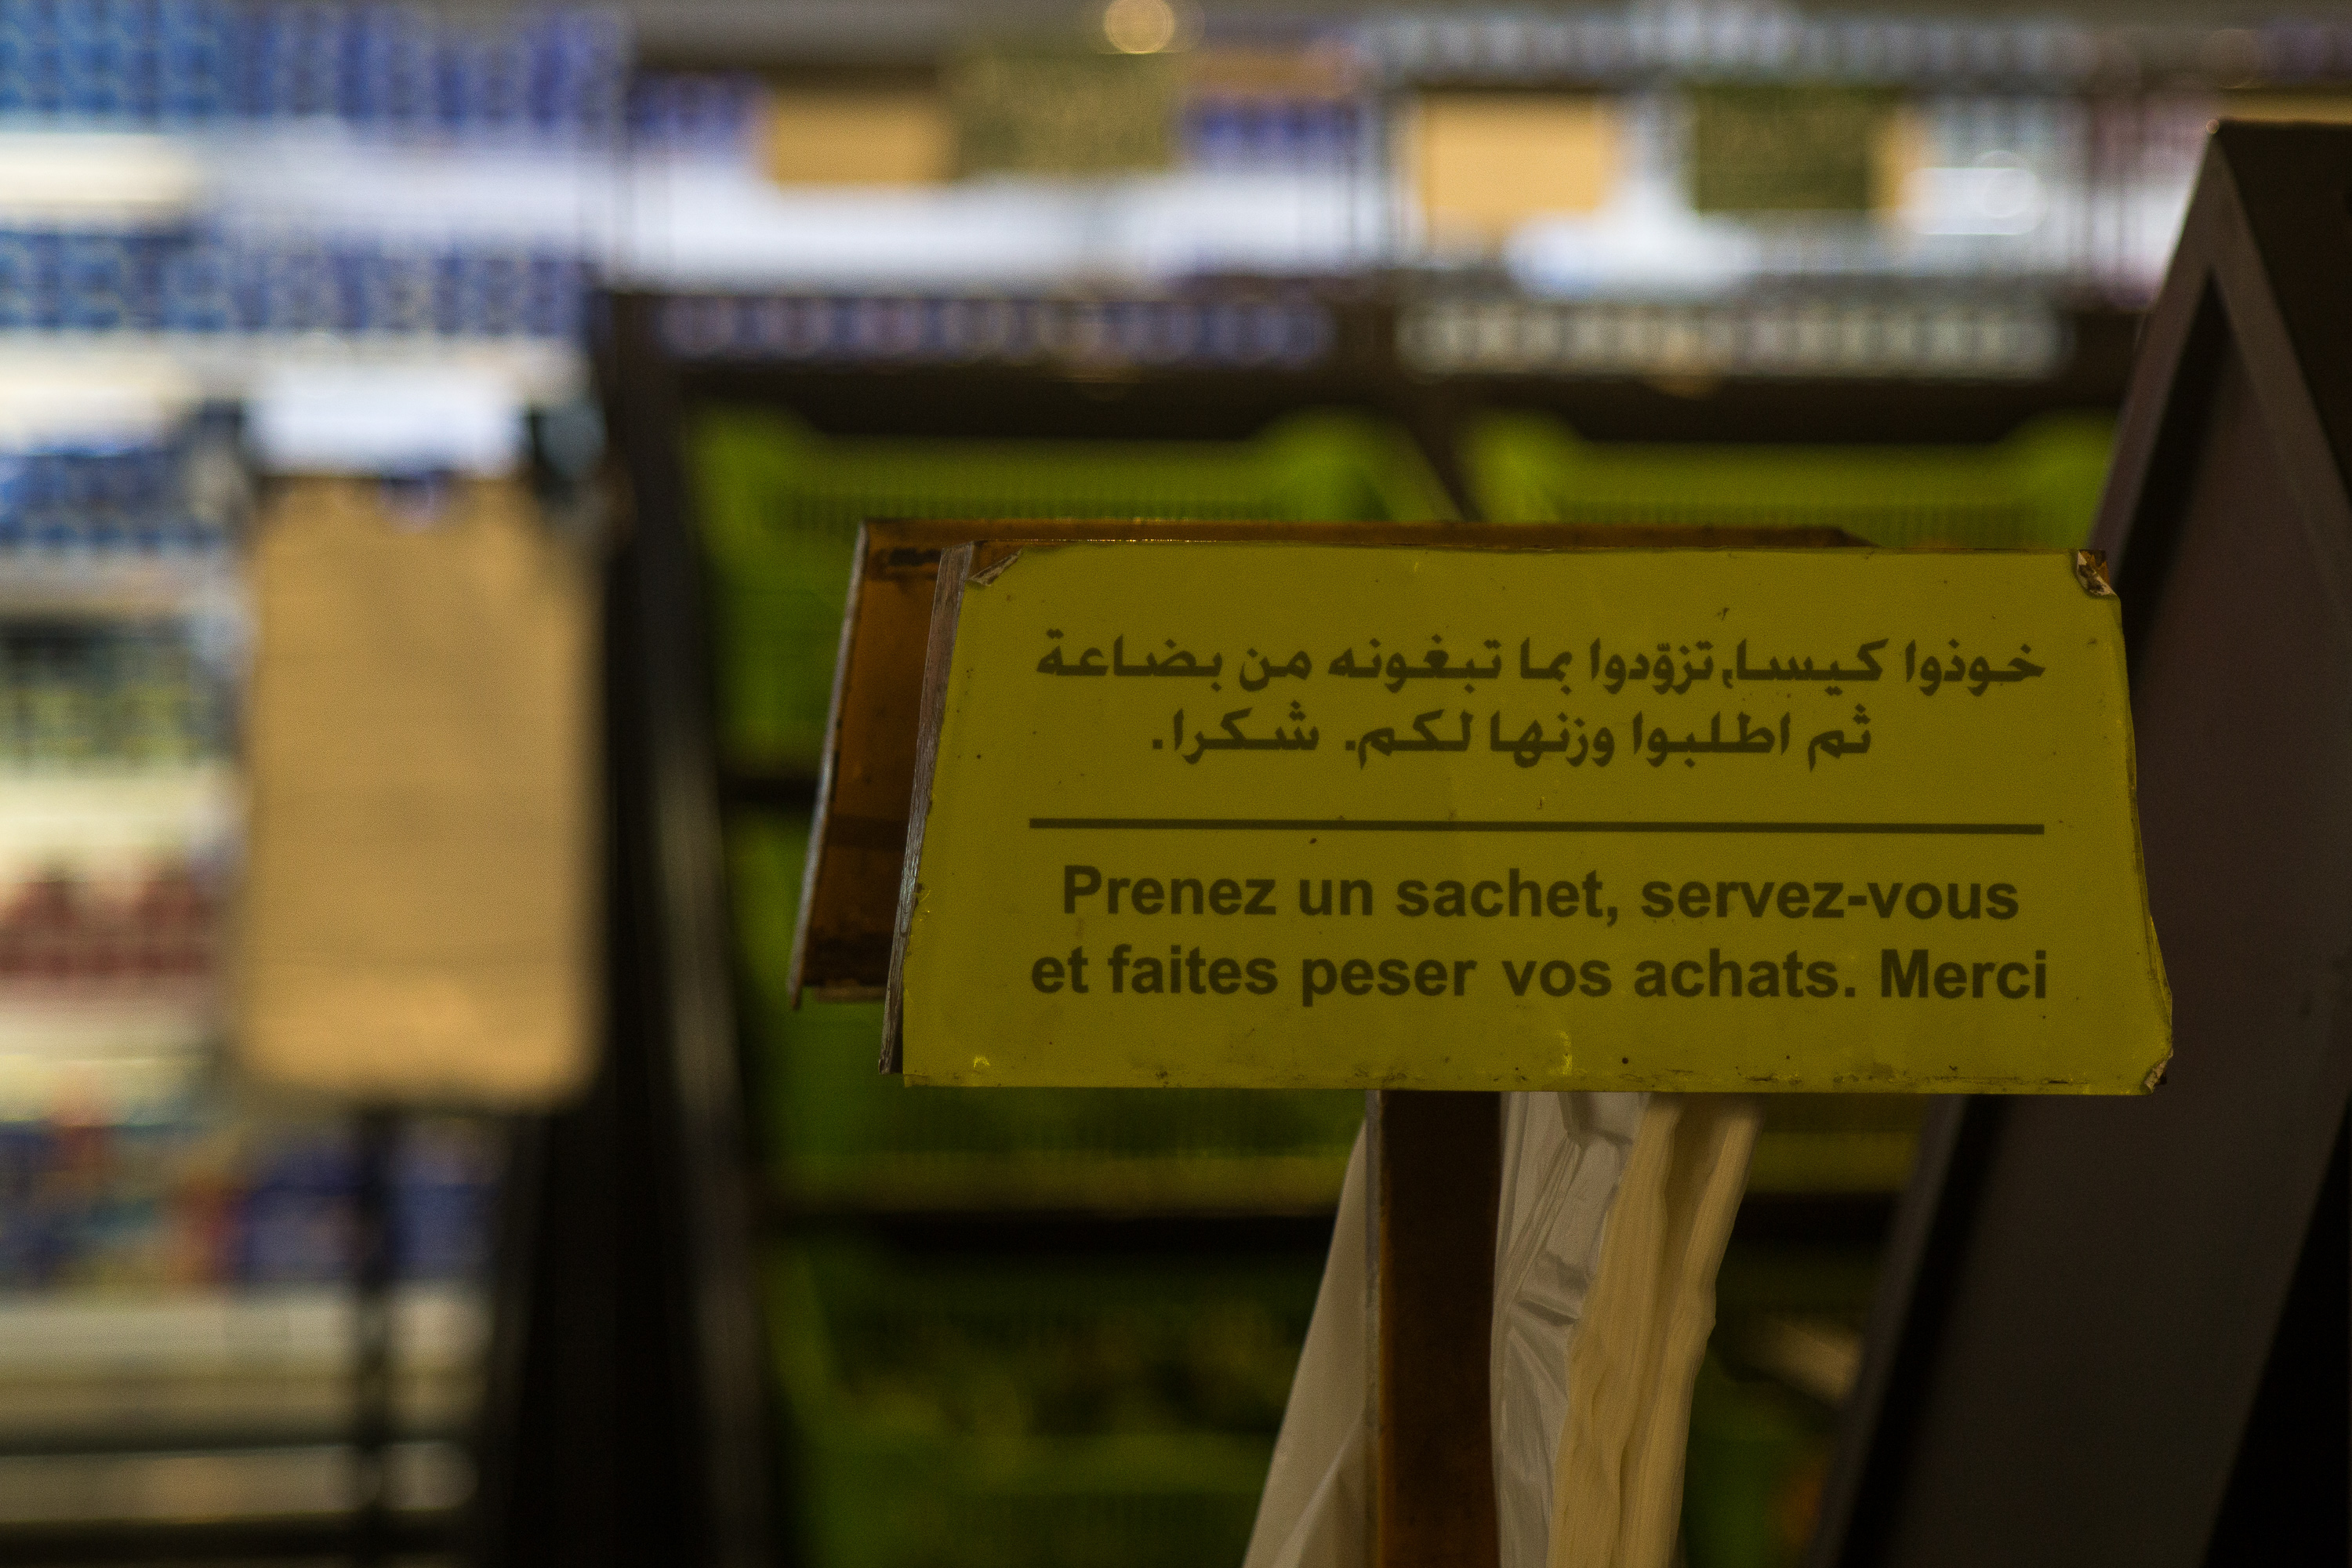 خوذوا كيسا,تزوّدوا بما تبغونه من بضاعة
ثم اطلبوا وزنها لكم. شكرا.
Prenez un sachet, servez-vous
et faites peser vos achats. Merci